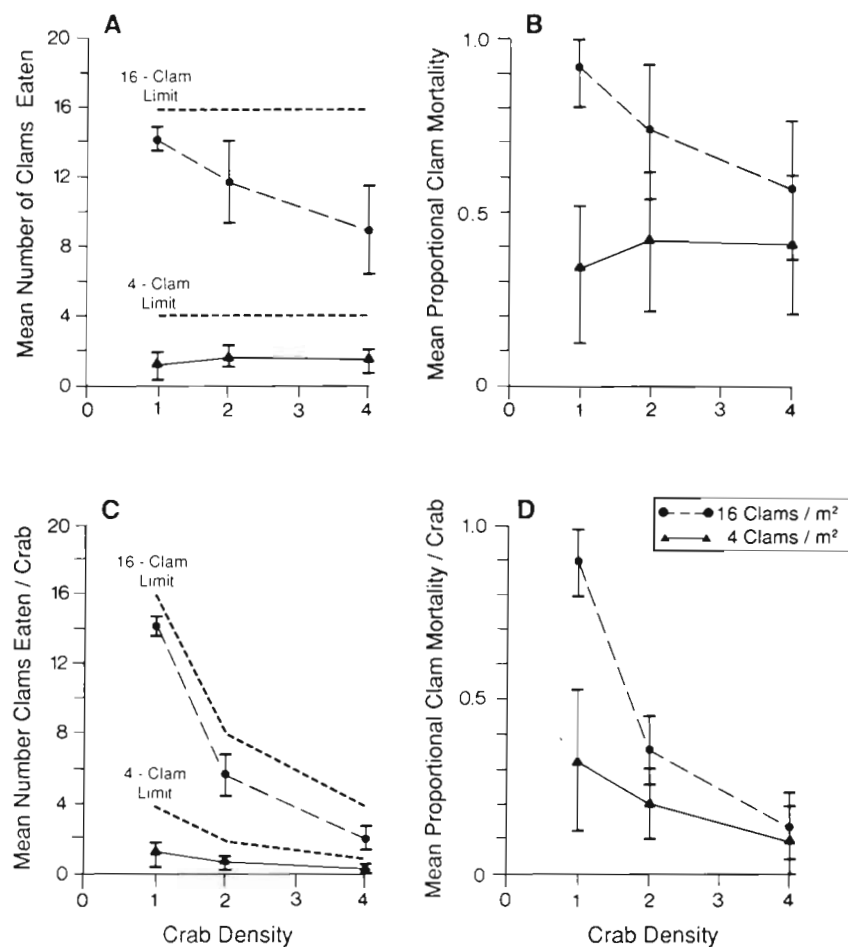 A
Mean Number of Clams Eaten
20
16
12
8
4
0
16 - Clam
Limit
4 - Clam
Limit
0
1
2
3
4
B
Mean Proportional Clam Mortality
1.0
0.5
0
0
1
2
3
4
C
Mean Number Clams Eaten / Crab
20
16
12
8
4
0
16 - Clam
Limit
4 - Clam
Limit
0
1
2
3
4
Crab Density
D
Mean Proportional Clam Mortality / Crab
1.0
0.5
0
16 Clams / m²
4 Clams / m²
0
1
2
3
4
Crab Density